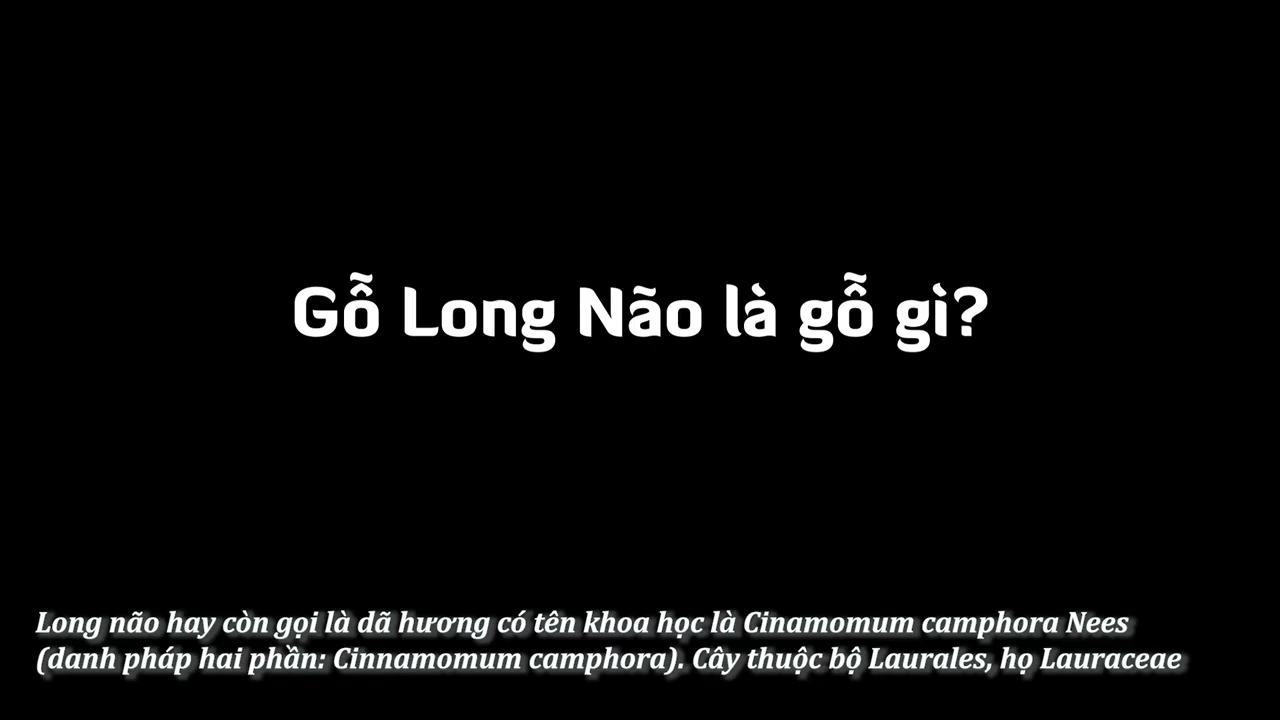 Gỗ Long Não là gỗ gì?
Long não hay còn gọi là dã hương có tên khoa học là Cinamomum camphora Nees
(danh pháp hai phần: Cinnamomum camphora). Cây thuộc bộ Laurales, họ Lauraceae